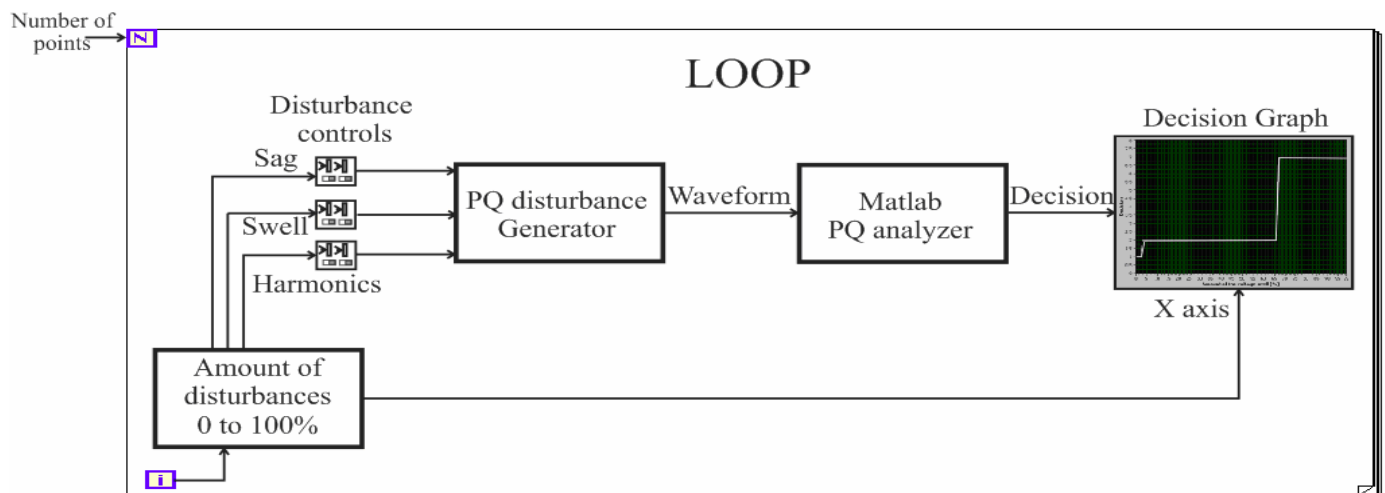 Number of
points
N
LOOP
Disturbance
controls
Sag
Swell
Harmonics
PQ disturbance
Generator
Waveform
Matlab
PQ analyzer
Decision
Decision Graph
X axis
Amount of
disturbances
0 to 100%
i